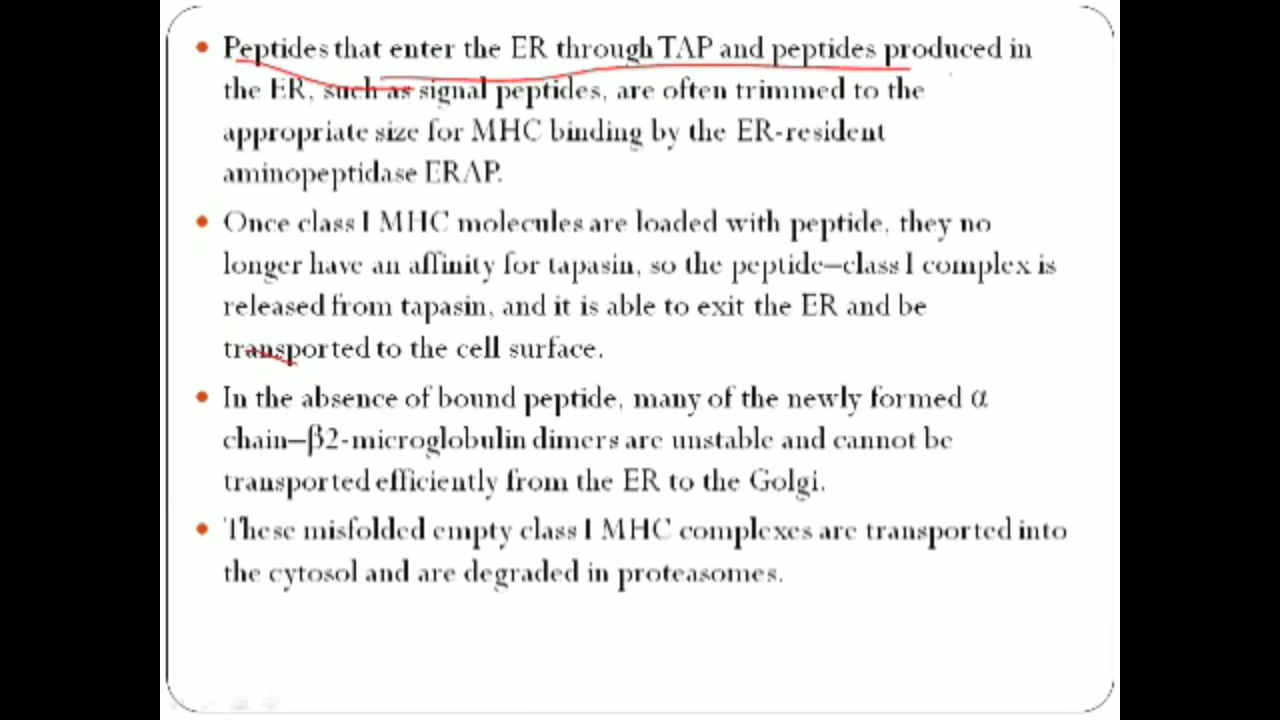 • Peptides that enter the ER through TAP and peptides produced in
the ER, such as signal peptides, are often trimmed to the
appropriate size for MHC binding by the ER-resident
aminopeptidase ERAP.
• Once class I MHC molecules are loaded with peptide, they no
longer have an affinity for tapasin, so the peptide–class I complex is
released from tapasin, and it is able to exit the ER and be
transported to the cell surface.
• In the absence of bound peptide, many of the newly formed α
chain–β2-microglobulin dimers are unstable and cannot be
transported efficiently from the ER to the Golgi.
• These misfolded empty class I MHC complexes are transported into
the cytosol and are degraded in proteasomes.